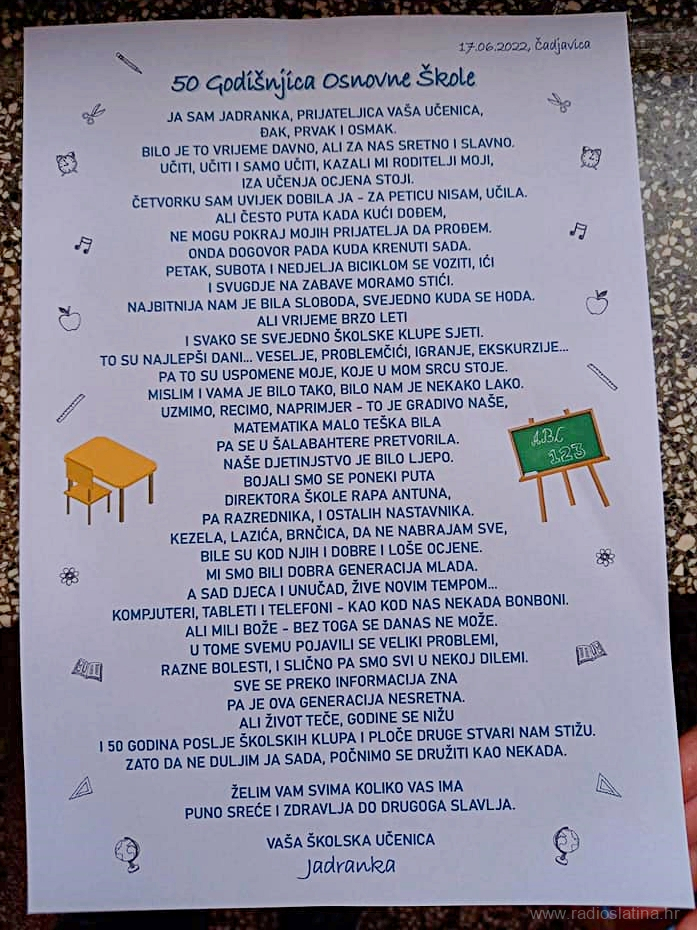 17.06.2022, Čadjavica
50 Godišnjica Osnovne Škole
JA SAM JADRANKA, PRIJATELJICA VAŠA UČENICA,
ĐAK, PRVAK I OSMAK.
BILO JE TO VRIJEME DAVNO, ALI ZA NAS SRETNO I SLAVNO.
UČITI, UČITI I SAMO UČITI, KAZALI MI RODITELJI MOJI,
IZA UČENJA OCJENA STOJI.
ČETVORKU SAM UVIJEK DOBILA JA - ZA PETICU NISAM, UČILA.
ALI ČESTO PUTA KADA KUĆI DOĐEM,
NE MOGU POKRAJ MOJIH PRIJATELJA DA PROĐEM.
ONDA DOGOVOR PADA KUDA KRENUTI SADA.
PETAK, SUBOTA I NEDJELJA BICIKLOM SE VOZITI, IĆI
I SVUGDJE NA ZABAVE MORAMO STIĆI.
NAJBITNIJA NAM JE BILA SLOBODA, SVEJEDNO KUDA SE HODA.
ALI VRIJEME BRZO LETI
I SVAKO SE SVEJEDNO ŠKOLSKE KLUPE SJETI.
TO SU NAJLEPŠI DANI... VESELJE, PROBLEMČIĆI, IGRANJE, EKSKURZIJE...
PA TO SU USPOMENE MOJE, KOJE U MOM SRCU STOJE.
MISLIM I VAMA JE BILO TAKO, BILO NAM JE NEKAKO LAKO.
UZMIMO, RECIMO, NAPRIMJER - TO JE GRADIVO NAŠE,
MATEMATIKA MALO TEŠKA BILA
PA SE U ŠALABAHTERE PRETVORILA.
NAŠE DJETINJSTVO JE BILO LJEPO.
BOJALI SMO SE PONEKI PUTA
DIREKTORA ŠKOLE RAPA ANTUNA,
PA RAZREDNIKA, I OSTALIH NASTAVNIKA.
KEZELA, LAZIĆA, BRNČICA, DA NE NABRAJAM SVE,
BILE SU KOD NJIH I DOBRE I LOŠE OCJENE.
MI SMO BILI DOBRA GENERACIJA MLADA.
A SAD DJECA I UNUČAD, ŽIVE NOVIM TEMPOM...
KOMPJUTERI, TABLETI I TELEFONI - KAO KOD NAS NEKADA BONBONI.
ALI MILI BOŽE - BEZ TOGA SE DANAS NE MOŽE.
U TOME SVEMU POJAVILI SE VELIKI PROBLEMI,
RAZNE BOLESTI, I SLIČNO PA SMO SVI U NEKOJ DILEMI.
SVE SE PREKO INFORMACIJA ZNA
PA JE OVA GENERACIJA NESRETNA.
ALI ŽIVOT TEČE, GODINE SE NIŽU
I 50 GODINA POSLJE ŠKOLSKIH KLUPA I PLOČE DRUGE STVARI NAM STIŽU.
ZATO DA NE DULJIM JA SADA, POČNIMO SE DRUŽITI KAO NEKADA.
ŽELIM VAM SVIMA KOLIKO VAS IMA
PUNO SREĆE I ZDRAVLJA DO DRUGOGA SLAVLJA.
VAŠA ŠKOLSKA UČENICA
Jadranka
ABC
123
www.radioslatina.hr